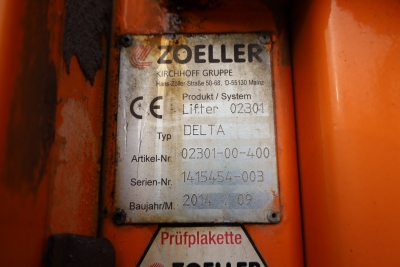 ZOELLER
KIRCHHOFF GRUPPE
Hans-Zöller-Straße 50-68, D-55130 Mainz
Produkt / System
CE Lifter 02301
Typ DELTA
Artikel-Nr. 02301-00-400
Serien-Nr. 1415454-003
Baujahr/M. 2014 / 09
Prüfplakette
ZOELLER